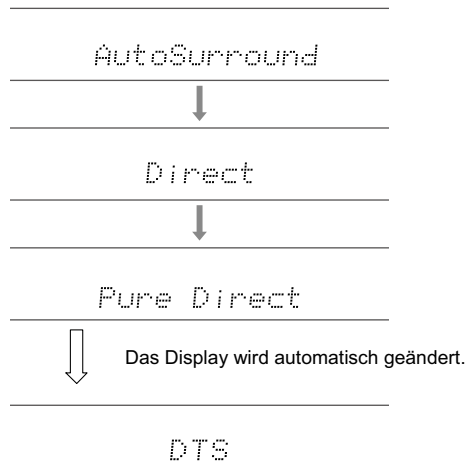 AutoSurround
Direct
Pure Direct
Das Display wird automatisch geändert.
DTS